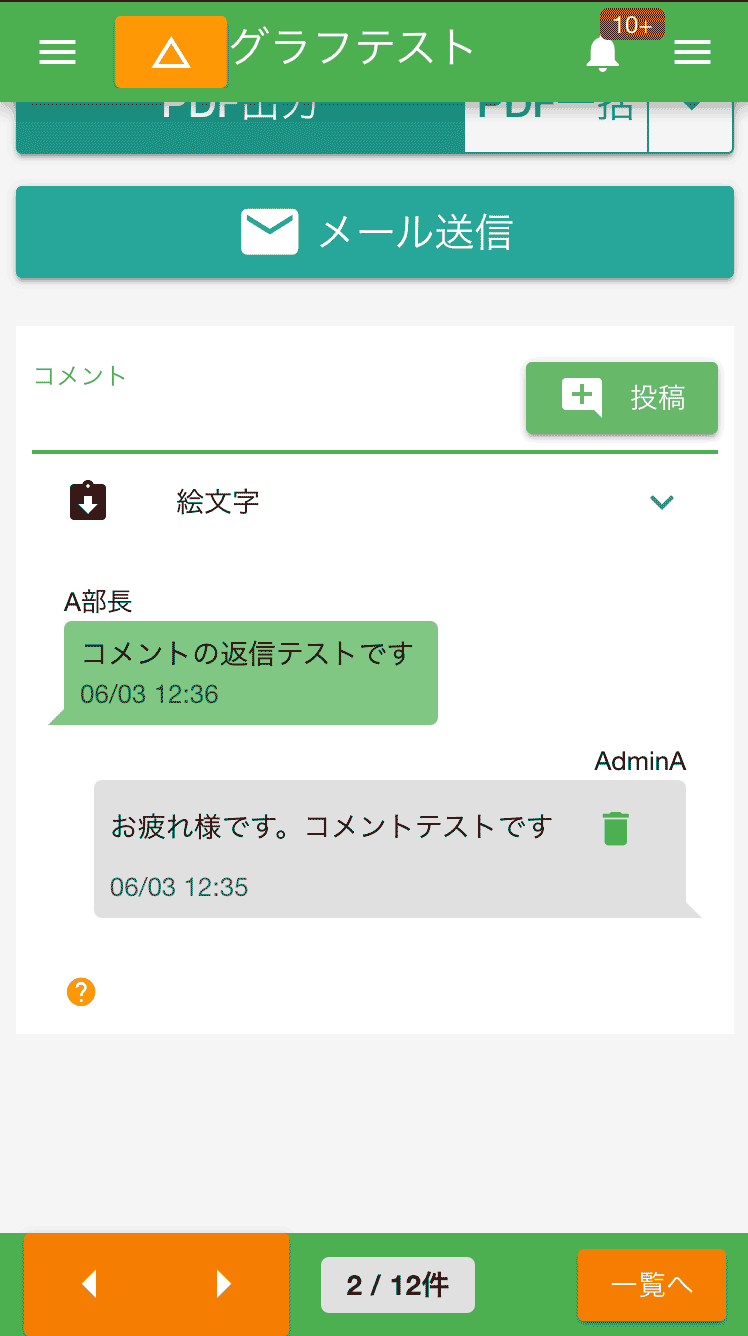 グラフテスト
10+
PDF出力
PDF一括
メール送信
コメント
投稿
絵文字
A部長
コメントの返信テストです
06/03 12:36
AdminA
お疲れ様です。コメントテストです
06/03 12:35
?
2 / 12件
一覧へ